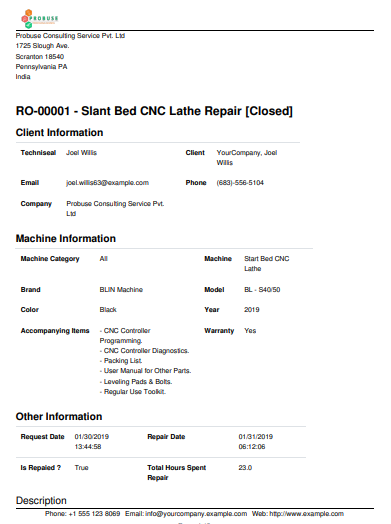 PROBUSE
Probuse Consulting Service Pvt. Ltd
1725 Slough Ave.
Scranton 18540
Pennsylvania PA
India
RO-00001 - Slant Bed CNC Lathe Repair [Closed]
Client Information
Techniseal Joel Willis Client YourCompany, Joel
Willis
Email joel.willis63@example.com Phone (683)-556-5104
Company Probuse Consulting Service Pvt.
Ltd
Machine Information
Machine Category All Machine Start Bed CNC
Lathe
Brand BLIN Machine Model BL - S40/50
Color Black Year 2019
Accompanying Items - CNC Controller Warranty Yes
Programming.
- CNC Controller Diagnostics.
- Packing List.
- User Manual for Other Parts.
- Leveling Pads & Bolts.
- Regular Use Toolkit.
Other Information
Request Date 01/30/2019 Repair Date 01/31/2019
13:44:58 06:12:06
Is Repaied ? True Total Hours Spent 23.0
Repair
Description
Phone: +1 555 123 8069 Email: info@yourcompany.example.com Web: http://www.example.com